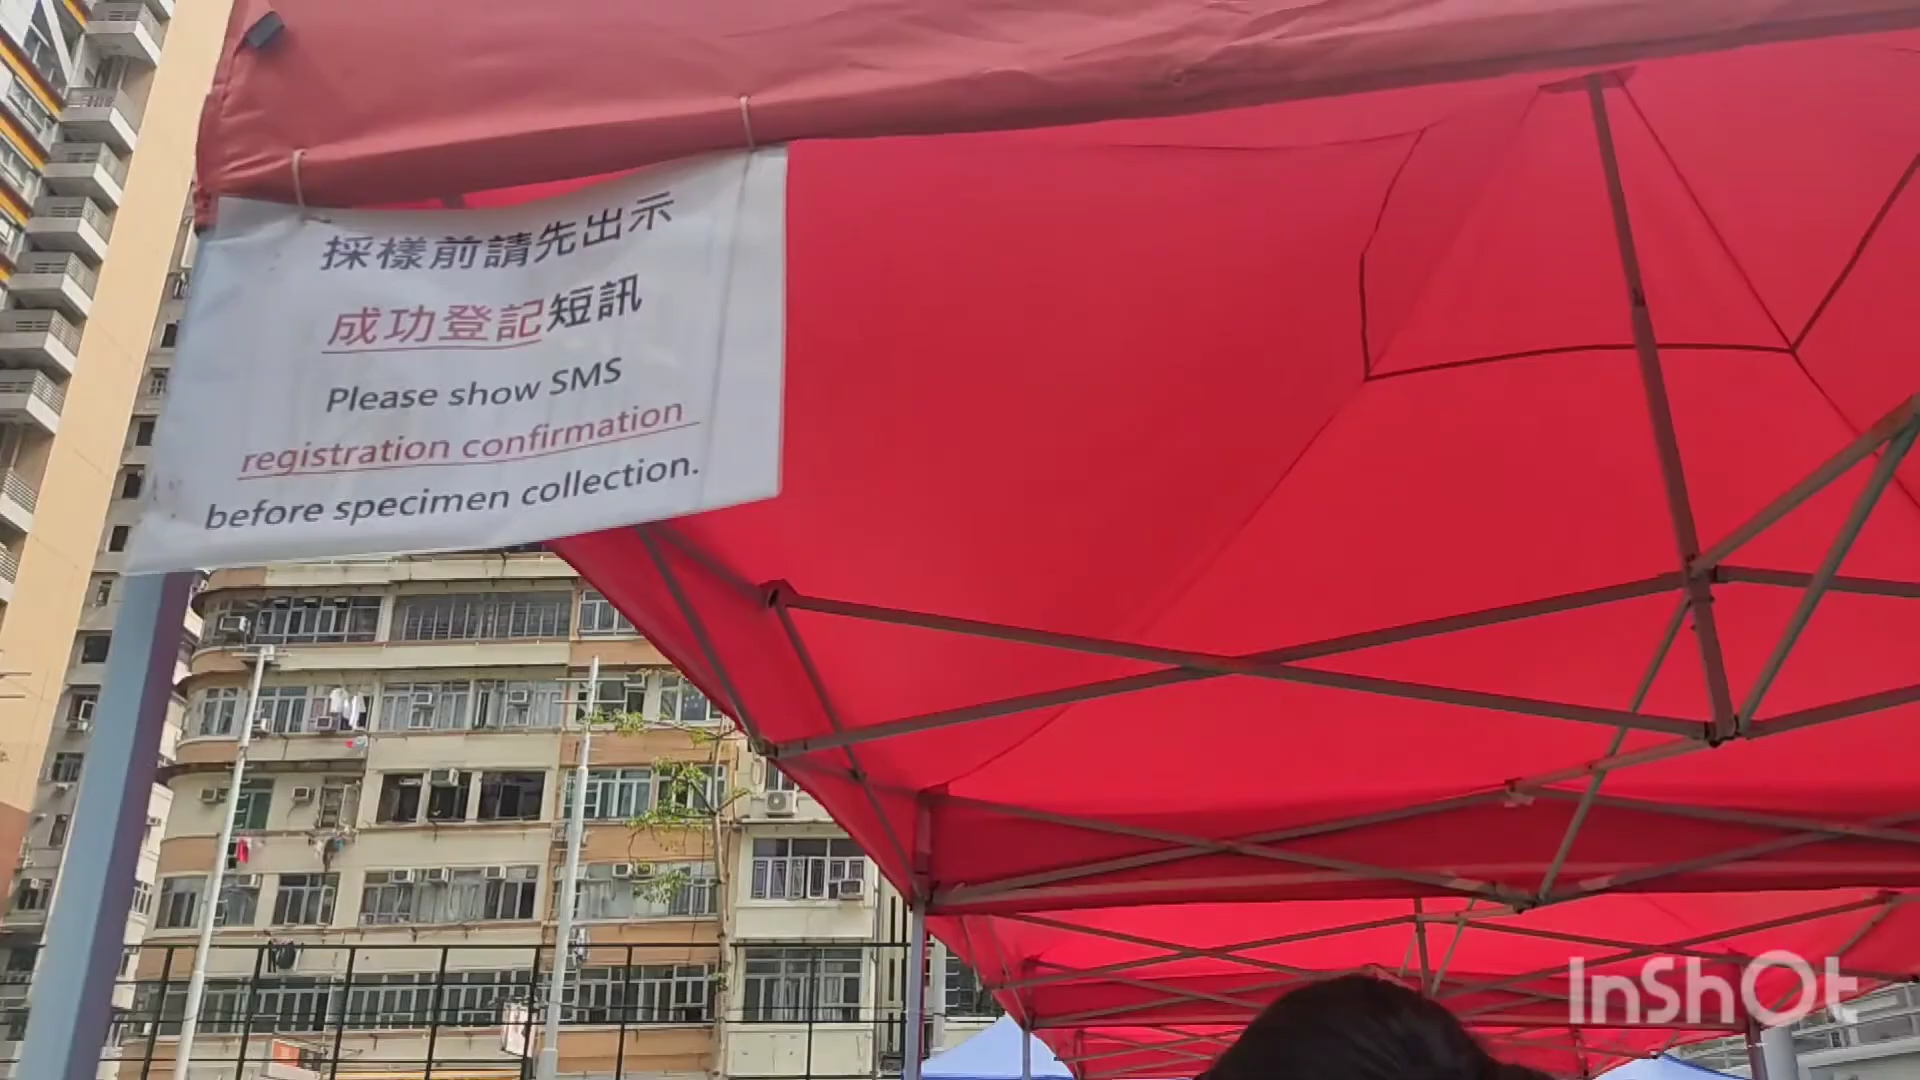 採樣前請先出示
成功登記短訊
Please show SMS
registration confirmation
before specimen collection.
InShOt